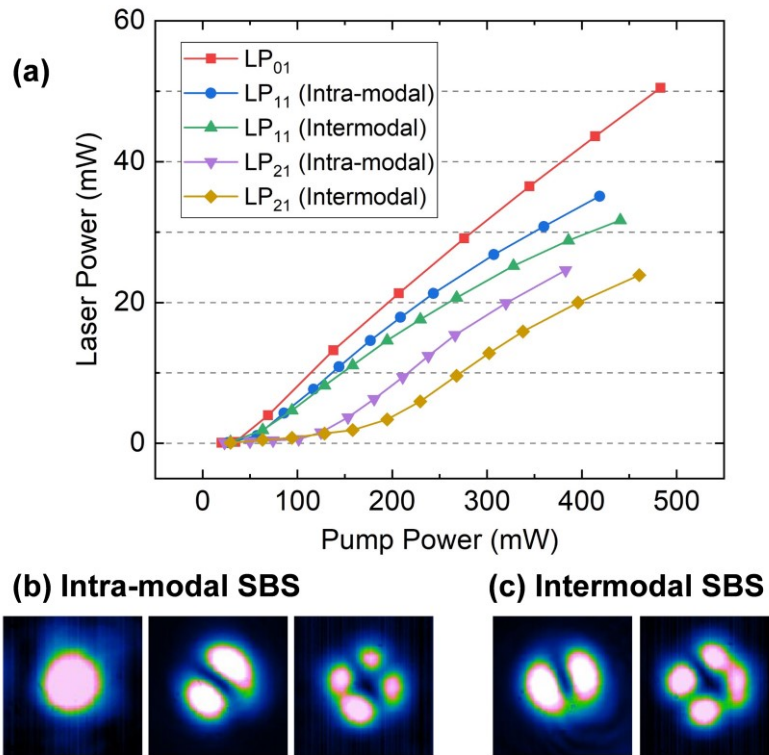 (a)
60
40
20
0
Laser Power (mW)
LP₀₁
LP₁₁ (Intra-modal)
LP₁₁ (Intermodal)
LP₂₁ (Intra-modal)
LP₂₁ (Intermodal)
0 100 200 300 400 500
Pump Power (mW)
(b) Intra-modal SBS
(c) Intermodal SBS